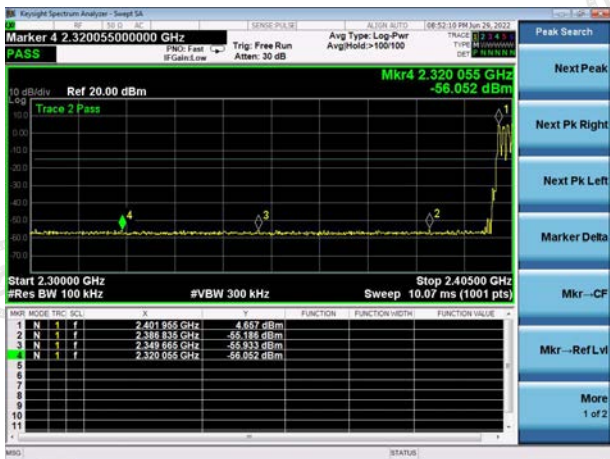 Keysight Spectrum Analyzer - Swept SA
RF 50 Ω AC SENSE:PULSE ALIGN AUTO 08:52:10 PM Jun 29, 2022
Marker 4 2.320055000000 GHz Avg Type: Log-Pwr TRACE 1 2 3 4 5 6 Peak Search
PNO: Fast Trig: Free Run Avg|Hold:>100/100 TYPE
PASS IFGain:Low Atten: 30 dB DET P N N N N N
Mkr4 2.320 055 GHz Next Peak
10 dB/div Ref 20.00 dBm -56.052 dBm
Log Trace 2 Pass 1
10.0
0.00 Next Pk Right
-10.0
-20.0
-30.0 Next Pk Left
-40.0
-50.0 4 3 2
-60.0 Marker Delta
-70.0
Start 2.30000 GHz Stop 2.40500 GHz
#Res BW 100 kHz #VBW 300 kHz Sweep 10.07 ms (1001 pts) Mkr→CF
MKR MODE TRC SCL X Y FUNCTION FUNCTION WIDTH FUNCTION VALUE
1 N 1 f 2.401 955 GHz 4.657 dBm
2 N 1 f 2.386 835 GHz -55.186 dBm
3 N 1 f 2.349 665 GHz -55.933 dBm
4 N 1 f 2.320 055 GHz -56.052 dBm Mkr→Ref Lvl
5
6
7
8
9 More
10 1 of 2
11
MSG STATUS